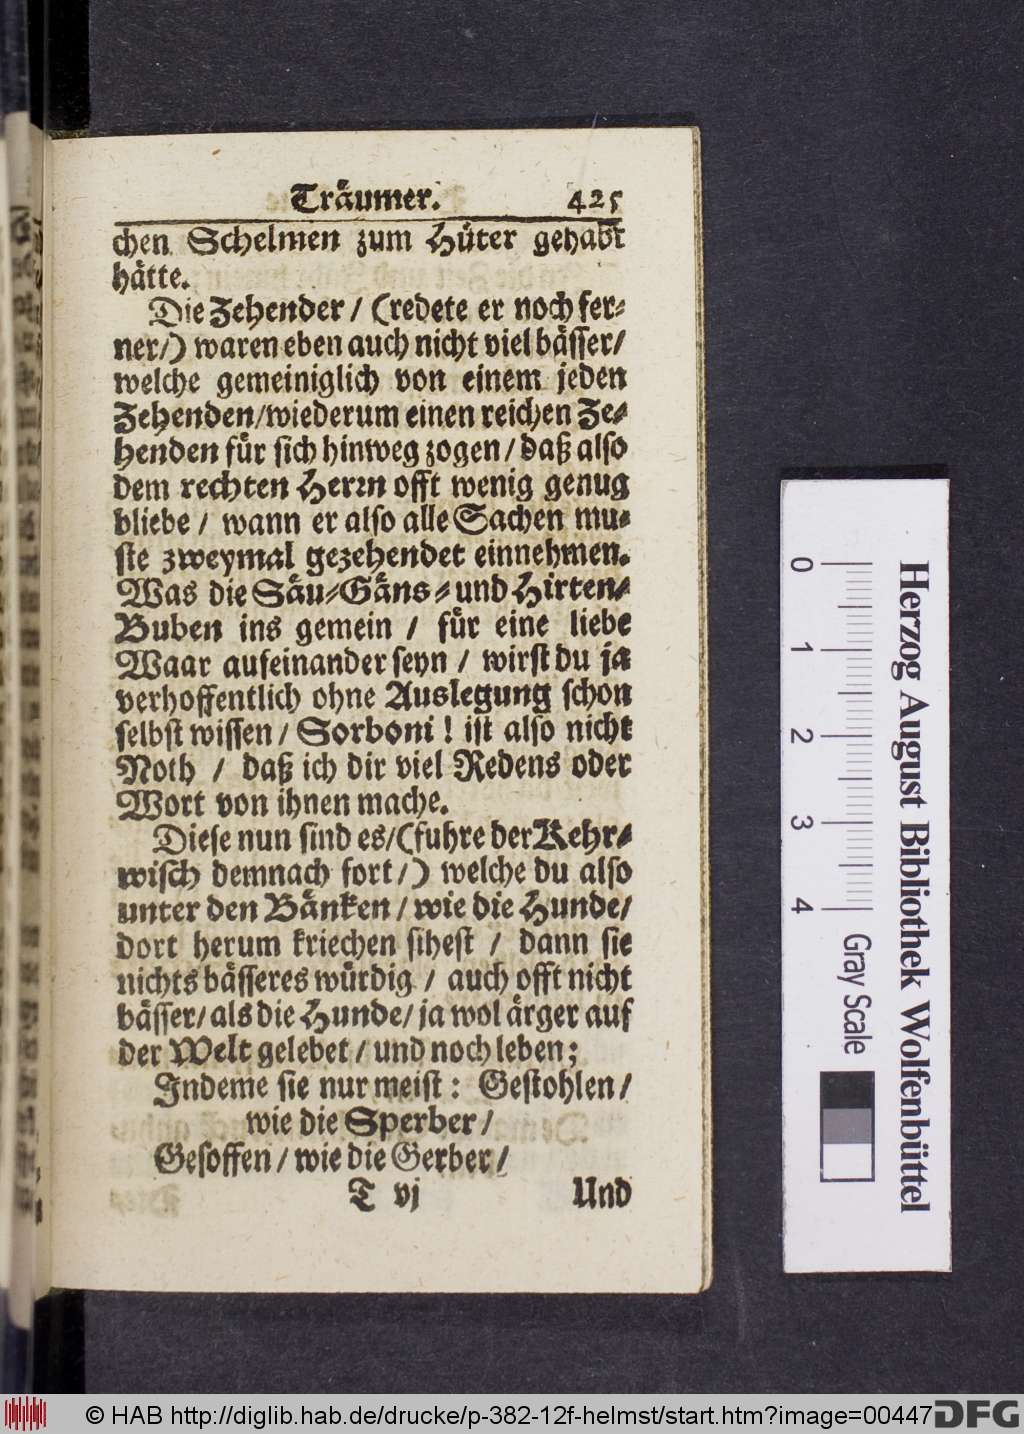 Träumer. 425
chen Schelmen zum Hüter gehabt
hätte.
Die Zehender / (redete er noch fer-
ner/) waren eben auch nicht viel bässer/
welche gemeiniglich von einem jeden
Zehenden/wiederum einen reichen Ze-
henden für sich hinweg zogen / daß also
dem rechten Herrn offt wenig genug
bliebe / wann er also alle Sachen mu-
ste zweymal gezehendet einnehmen.
Was die Säu-Gäns-und Hirten-
Buben ins gemein / für eine liebe
Waar aufeinander seyn / wirst du ja
verhoffentlich ohne Auslegung schon
selbst wissen / Sorboni! ist also nicht
Noth / daß ich dir viel Redens oder
Wort von ihnen mache.
Diese nun sind es/(fuhre der Kehr-
wisch demnach fort/) welche du also
unter den Bänken / wie die Hunde/
dort herum kriechen sihest / dann sie
nichts bässeres würdig / auch offt nicht
bässer/als die Hunde/ja wol ärger auf
der Welt gelebet / und noch leben;
Indeme sie nur meist: Gestohlen/
wie die Sperber/
Gesoffen / wie die Gerber/
T vj Und
0 1 2 3 4
Gray Scale
Herzog August Bibliothek Wolfenbüttel
© HAB http://diglib.hab.de/drucke/p-382-12f-helmst/start.htm?image=00447
DFG